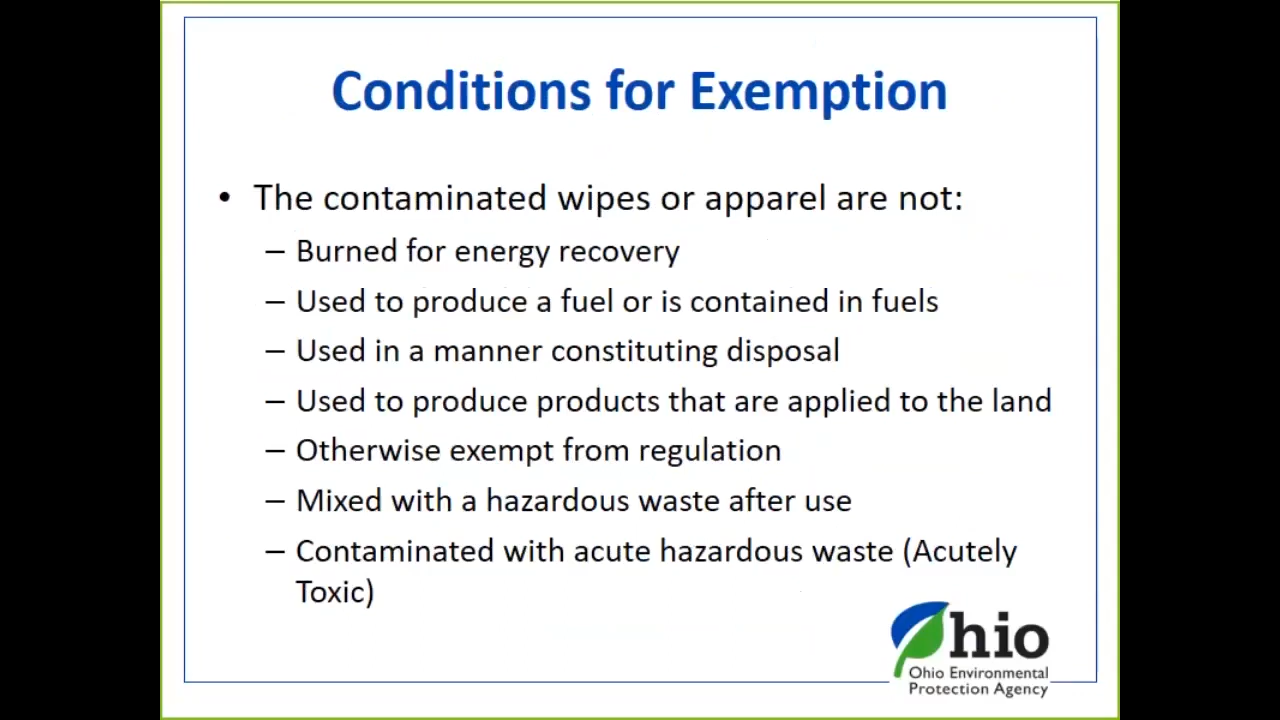 Conditions for Exemption
• The contaminated wipes or apparel are not:
– Burned for energy recovery
– Used to produce a fuel or is contained in fuels
– Used in a manner constituting disposal
– Used to produce products that are applied to the land
– Otherwise exempt from regulation
– Mixed with a hazardous waste after use
– Contaminated with acute hazardous waste (Acutely
Toxic)
Ohio
Ohio Environmental
Protection Agency